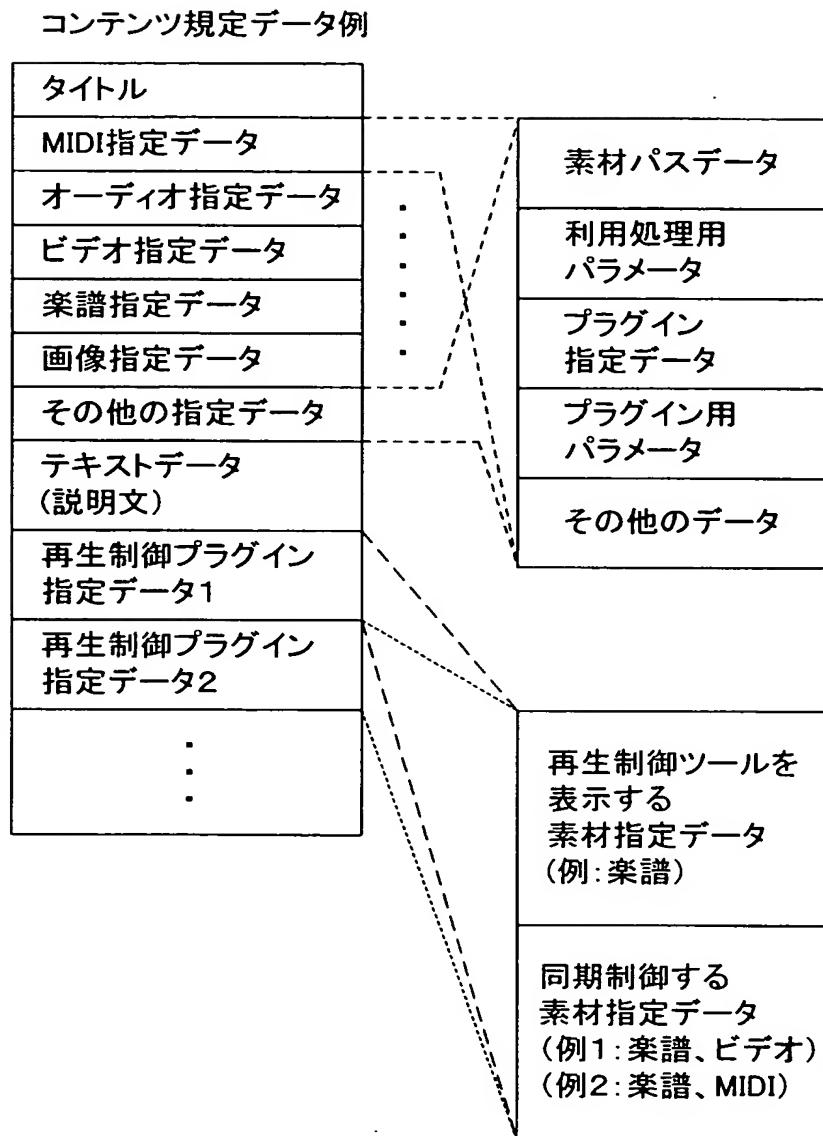 コンテンツ規定データ例
タイトル
MIDI指定データ
オーディオ指定データ
ビデオ指定データ
楽譜指定データ
画像指定データ
その他の指定データ
テキストデータ
(説明文)
再生制御プラグイン
指定データ1
再生制御プラグイン
指定データ2
素材パスデータ
利用処理用
パラメータ
プラグイン
指定データ
プラグイン用
パラメータ
その他のデータ
再生制御ツールを
表示する
素材指定データ
(例:楽譜)
同期制御する
素材指定データ
(例1:楽譜、ビデオ)
(例2:楽譜、MIDI)